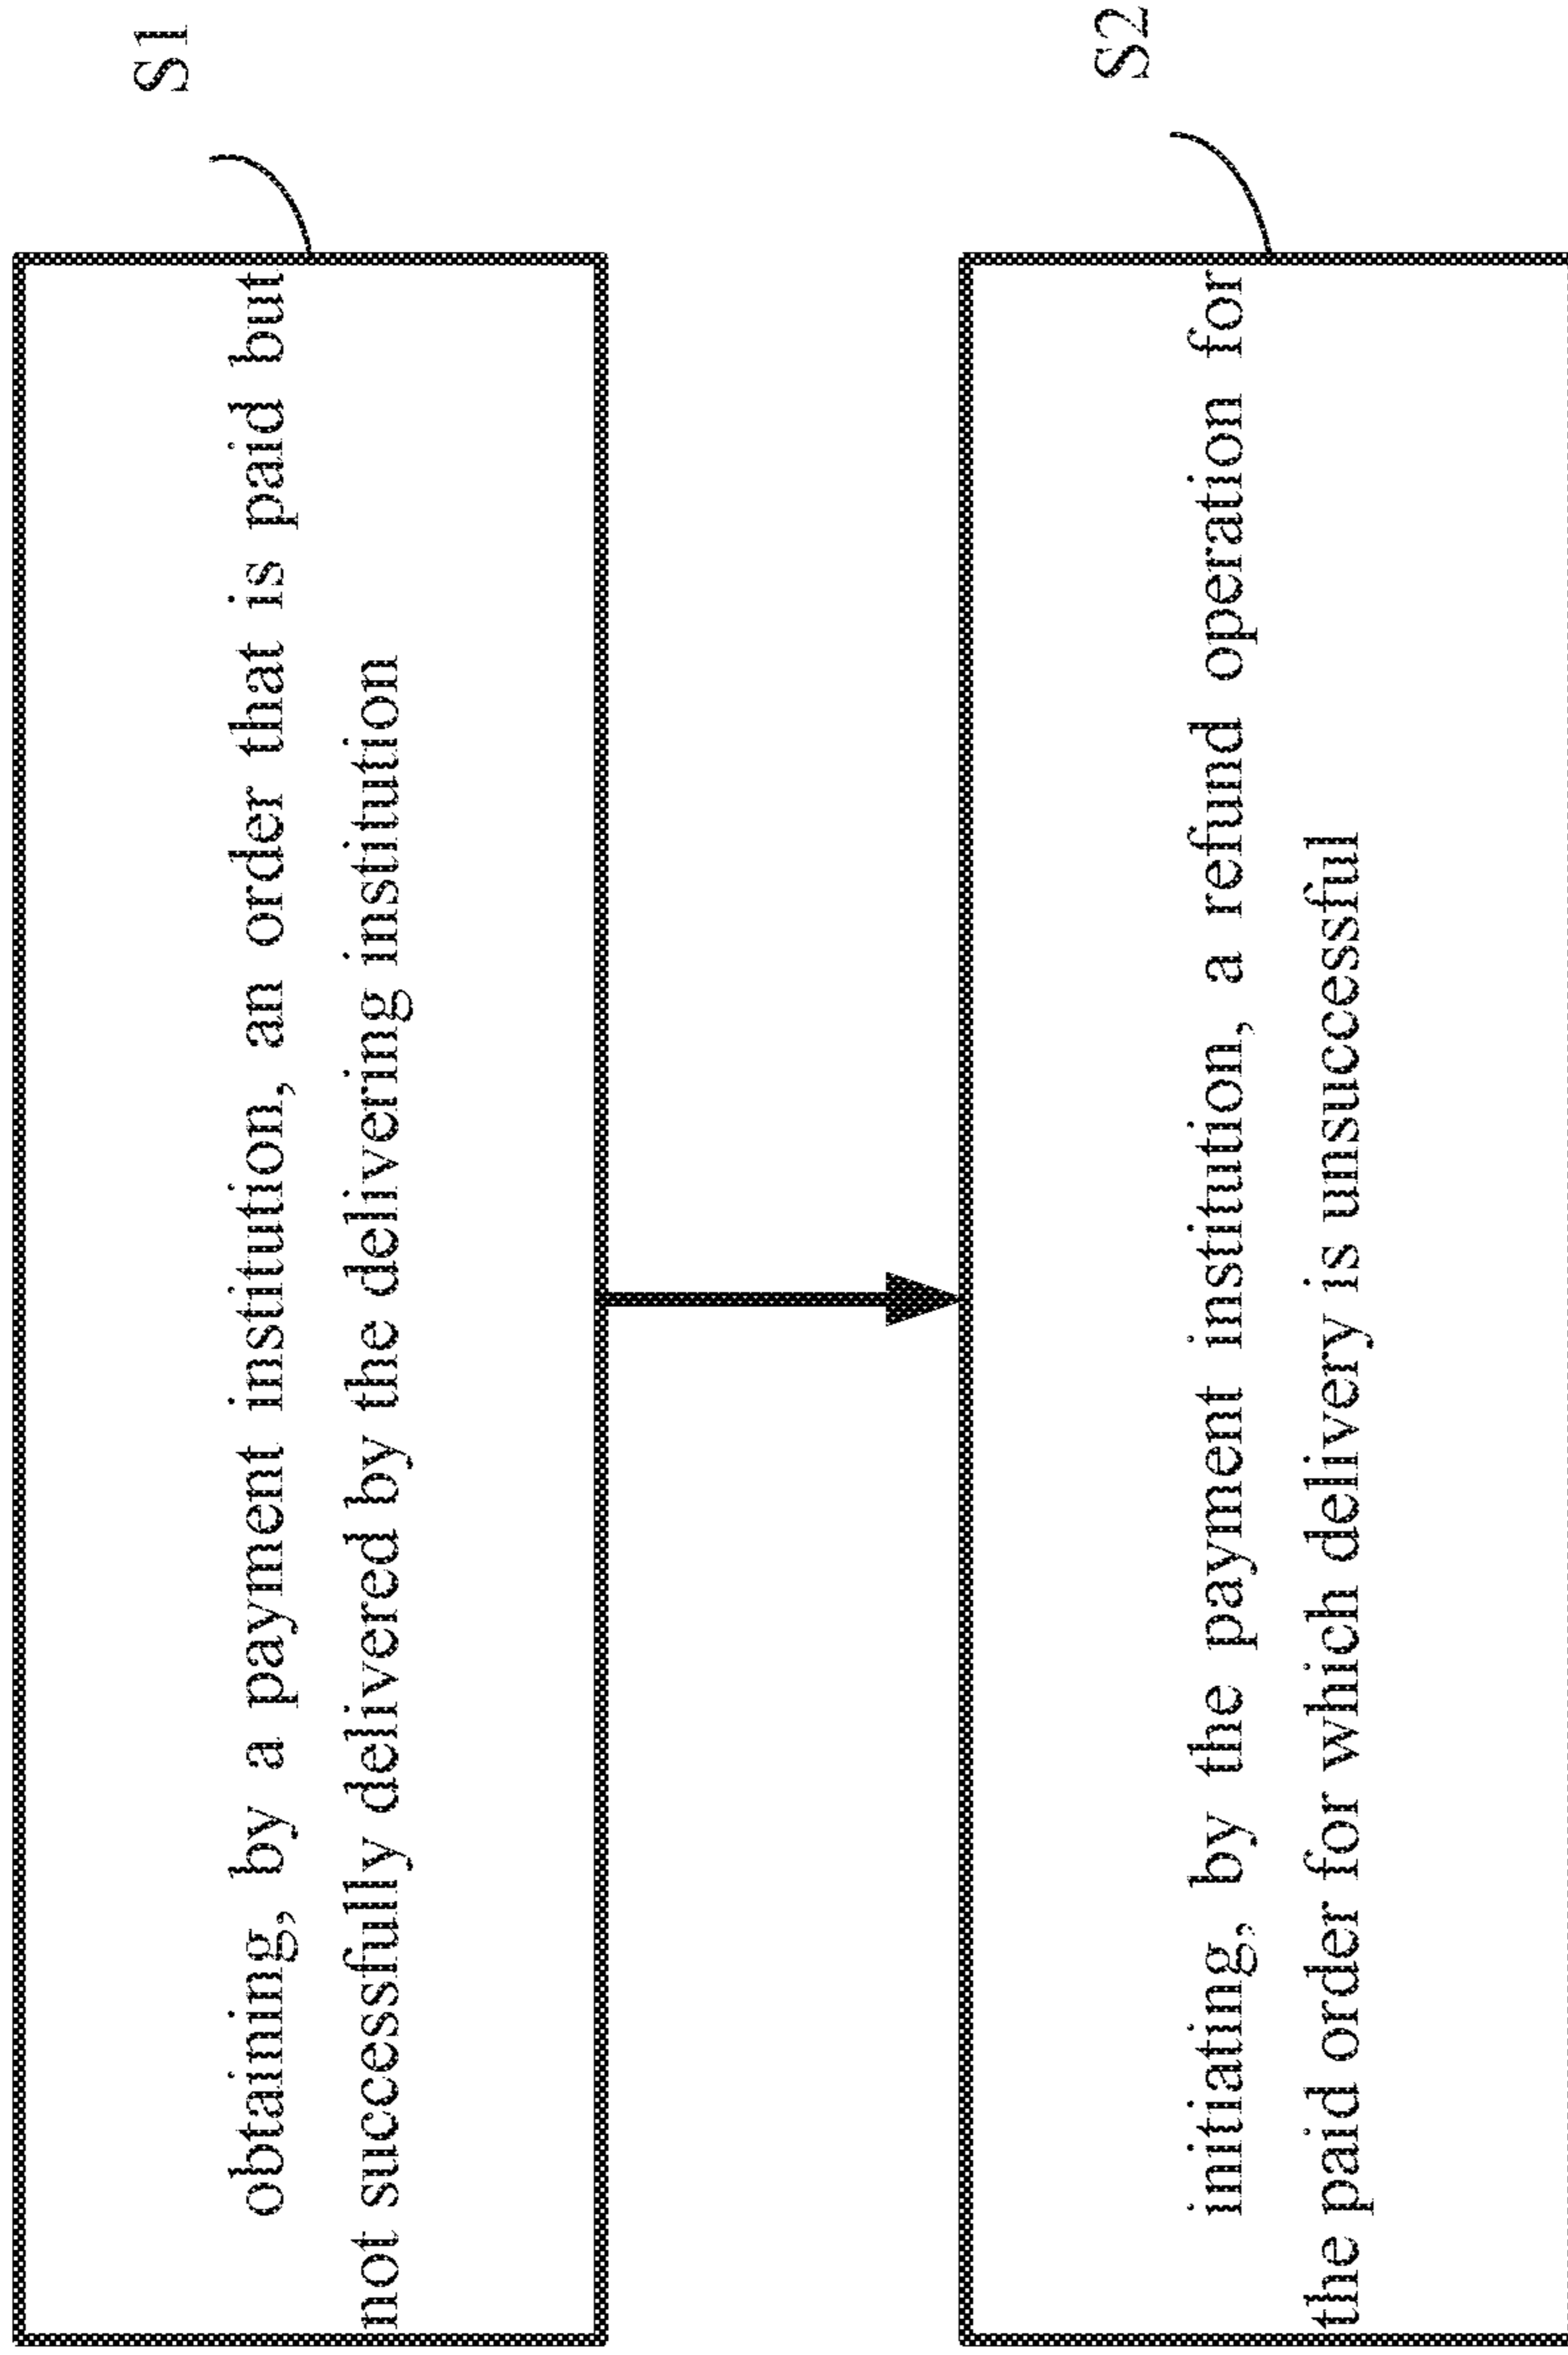 S1
obtaining, by a payment institution, an order that is paid but
not successfully delivered by the delivering institution
S2
initiating, by the payment institution, a refund operation for
the paid order for which delivery is unsuccessful